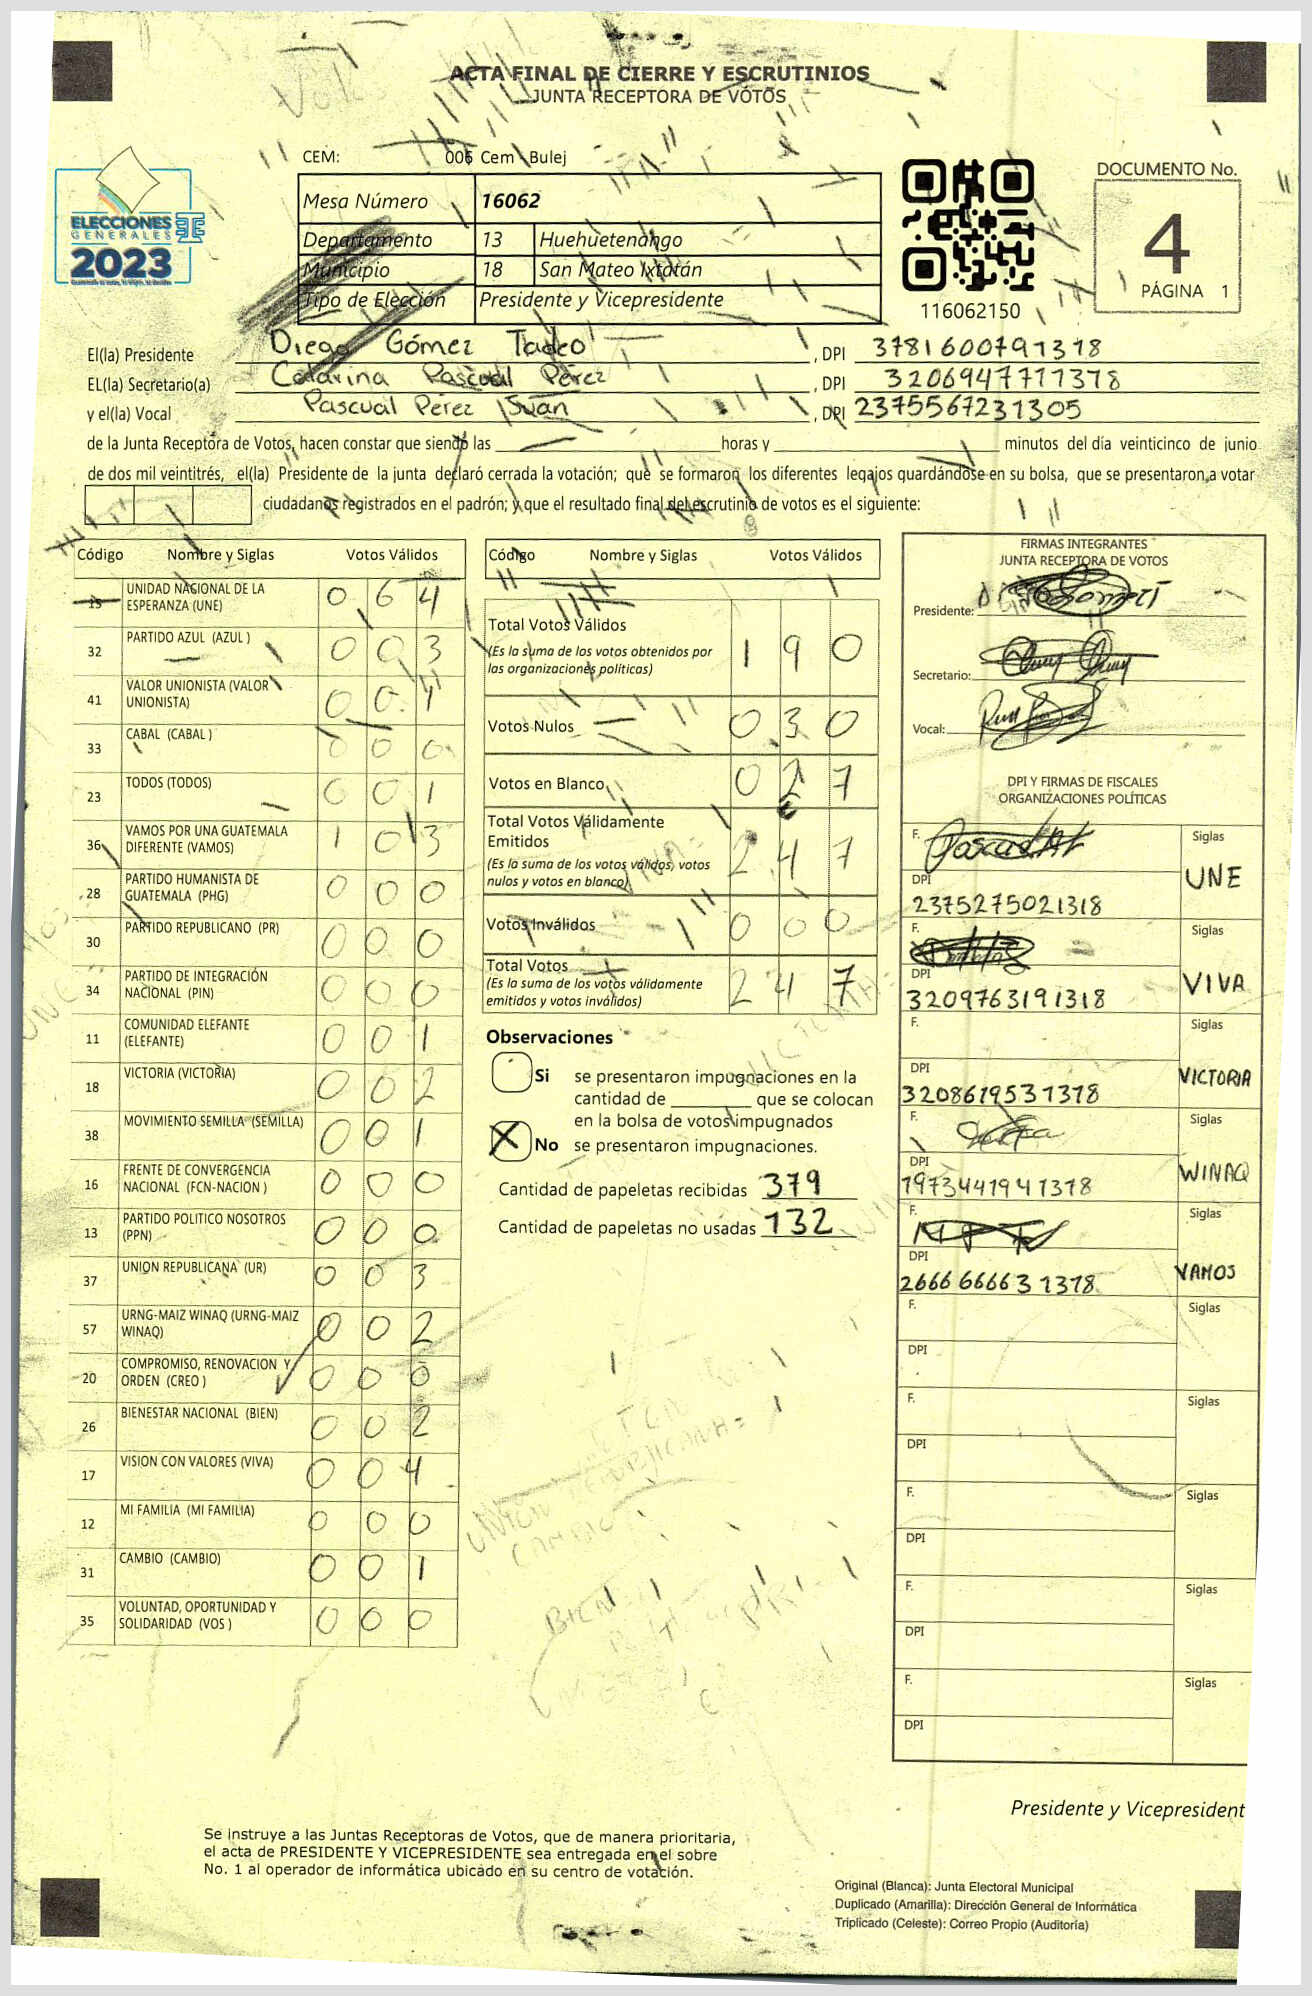 ACTA FINAL DE CIERRE Y ESCRUTINIOS
JUNTA RECEPTORA DE VOTOS
CEM: 006 Cem Bulej
DOCUMENTO No.
4
PÁGINA 1
ELECCIONES
GENERALES
2023
Mesa Número 16062
Departamento 13 Huehuetenango
Municipio 18 San Mateo Ixtatán
Tipo de Elección Presidente y Vicepresidente
116062150
El(la) Presidente Diego Gómez Tadeo, DPI 3781600791318
EL(la) Secretario(a) Catarina Pascual Pérez, DPI 3206947711318
y el(la) Vocal Pascual Pérez Juan, DPI 2375567231305
de la Junta Receptora de Votos, hacen constar que siendo las ____ horas y ____ minutos del día veinticinco de junio
de dos mil veintitrés, el(la) Presidente de la junta declaró cerrada la votación; que se formaron los diferentes legajos guardándose en su bolsa, que se presentaron a votar
ciudadanos registrados en el padrón; y que el resultado final del escrutinio de votos es el siguiente:
Código Nombre y Siglas Votos Válidos
15 UNIDAD NACIONAL DE LA ESPERANZA (UNE) 0 6 4
32 PARTIDO AZUL (AZUL ) 0 0 3
41 VALOR UNIONISTA (VALOR UNIONISTA) 0 0 4
33 CABAL (CABAL ) 0 0 0
23 TODOS (TODOS) 0 0 1
36 VAMOS POR UNA GUATEMALA DIFERENTE (VAMOS) 1 0 3
28 PARTIDO HUMANISTA DE GUATEMALA (PHG) 0 0 0
30 PARTIDO REPUBLICANO (PR) 0 0 0
34 PARTIDO DE INTEGRACIÓN NACIONAL (PIN) 0 0 0
11 COMUNIDAD ELEFANTE (ELEFANTE) 0 0 1
18 VICTORIA (VICTORIA) 0 0 2
38 MOVIMIENTO SEMILLA (SEMILLA) 0 0 1
16 FRENTE DE CONVERGENCIA NACIONAL (FCN-NACION ) 0 0 0
13 PARTIDO POLITICO NOSOTROS (PPN) 0 0 0
37 UNION REPUBLICANA (UR) 0 0 3
57 URNG-MAIZ WINAQ (URNG-MAIZ WINAQ) 0 0 2
20 COMPROMISO, RENOVACION Y ORDEN (CREO ) 0 0 0
26 BIENESTAR NACIONAL (BIEN) 0 0 2
17 VISION CON VALORES (VIVA) 0 0 4
12 MI FAMILIA (MI FAMILIA) 0 0 0
31 CAMBIO (CAMBIO) 0 0 1
35 VOLUNTAD, OPORTUNIDAD Y SOLIDARIDAD (VOS ) 0 0 0
Código Nombre y Siglas Votos Válidos
Total Votos Válidos 1 9 0
(Es la suma de los votos obtenidos por
las organizaciones políticas)
Votos Nulos 0 3 0
Votos en Blanco 0 2 7
Total Votos Válidamente
Emitidos 2 4 7
(Es la suma de los votos válidos, votos
nulos y votos en blanco)
Votos Inválidos 0 0 0
Total Votos 2 4 7
(Es la suma de los votos válidamente
emitidos y votos inválidos)
Observaciones
Si se presentaron impugnaciones en la
cantidad de ____ que se colocan
en la bolsa de votos impugnados
X No se presentaron impugnaciones.
Cantidad de papeletas recibidas 379
Cantidad de papeletas no usadas 132
FIRMAS INTEGRANTES
JUNTA RECEPTORA DE VOTOS
Presidente:
Secretario:
Vocal:
DPI Y FIRMAS DE FISCALES
ORGANIZACIONES POLÍTICAS
F. Siglas
UNE
DPI
2375275021318
F. Siglas
VIVA
DPI
3209763191318
F. Siglas
VICTORIA
DPI
3208619531318
F. Siglas
WINAQ
DPI
1973441941318
F. Siglas
VAMOS
DPI
2666666631318
F. Siglas
DPI
F. Siglas
DPI
F. Siglas
DPI
F. Siglas
DPI
F. Siglas
DPI
Presidente y Vicepresident
Se instruye a las Juntas Receptoras de Votos, que de manera prioritaria,
el acta de PRESIDENTE Y VICEPRESIDENTE sea entregada en el sobre
No. 1 al operador de informática ubicado en su centro de votación.
Original (Blanca): Junta Electoral Municipal
Duplicado (Amarilla): Dirección General de Informática
Triplicado (Celeste): Correo Propio (Auditoría)